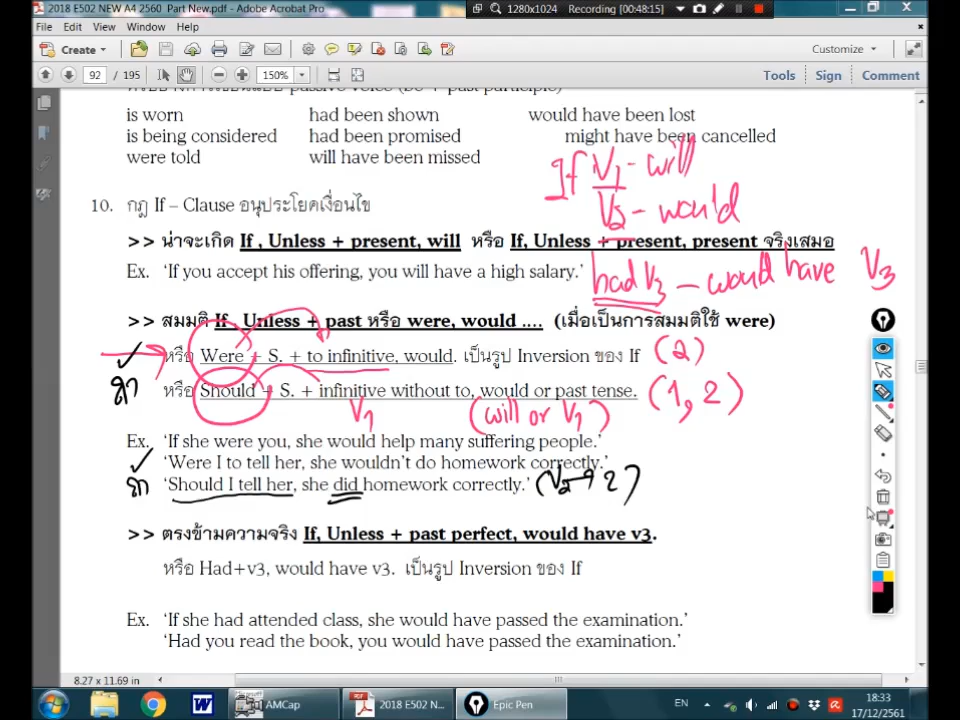 2018 E502 NEW A4 2560 Part New.pdf - Adobe Acrobat Pro
1280x1024 Recording [00:48:15]
File Edit View Window Help
Create Customize
92 / 195 150% Tools Sign Comment
is worn had been shown would have been lost
is being considered had been promised might have been cancelled
were told will have been missed
If V1 - will
V2 - would
10. กฎ If – Clause อนุประโยคเงื่อนไข
>> น่าจะเกิด If , Unless + present, will หรือ If, Unless + present, present จริงเสมอ
Ex. ‘If you accept his offering, you will have a high salary.’
had V3 - would have V3
>> สมมติ If, Unless + past หรือ were, would .... (เมื่อเป็นการสมมติใช้ were)
หรือ Were + S. + to infinitive, would. เป็นรูป Inversion ของ If (2)
หรือ Should + S. + infinitive without to, would or past tense. (1, 2)
V1 (will or V1)
Ex. ‘If she were you, she would help many suffering people.’
‘Were I to tell her, she wouldn’t do homework correctly.’
‘Should I tell her, she did homework correctly.’
>> ตรงข้ามความจริง If, Unless + past perfect, would have v3.
หรือ Had+v3, would have v3. เป็นรูป Inversion ของ If
Ex. ‘If she had attended class, she would have passed the examination.’
‘Had you read the book, you would have passed the examination.’
8.27 x 11.69 in
AMCap 2018 E502 N... Epic Pen EN 18:33
17/12/2561